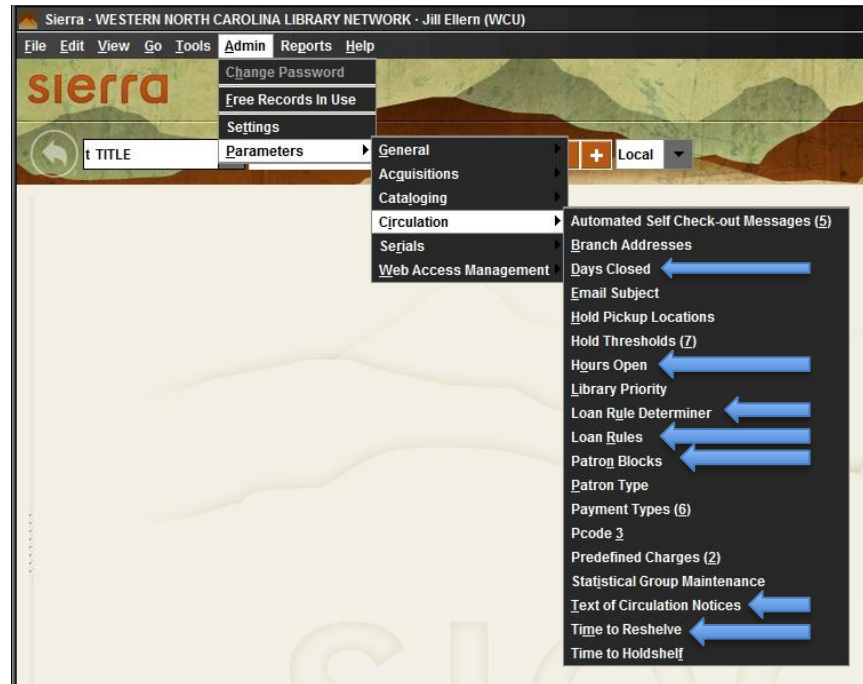 Sierra · WESTERN NORTH CAROLINA LIBRARY NETWORK · Jill Ellern (WCU)
File Edit View Go Tools Admin Reports Help
sierra
Change Password
Free Records In Use
Settings
Parameters
t TITLE
+ Local
General
Acquisitions
Cataloging
Circulation
Serials
Web Access Management
Automated Self Check-out Messages (5)
Branch Addresses
Days Closed
Email Subject
Hold Pickup Locations
Hold Thresholds (7)
Hours Open
Library Priority
Loan Rule Determiner
Loan Rules
Patron Blocks
Patron Type
Payment Types (6)
Pcode 3
Predefined Charges (2)
Statistical Group Maintenance
Text of Circulation Notices
Time to Reshelve
Time to Holdshelf